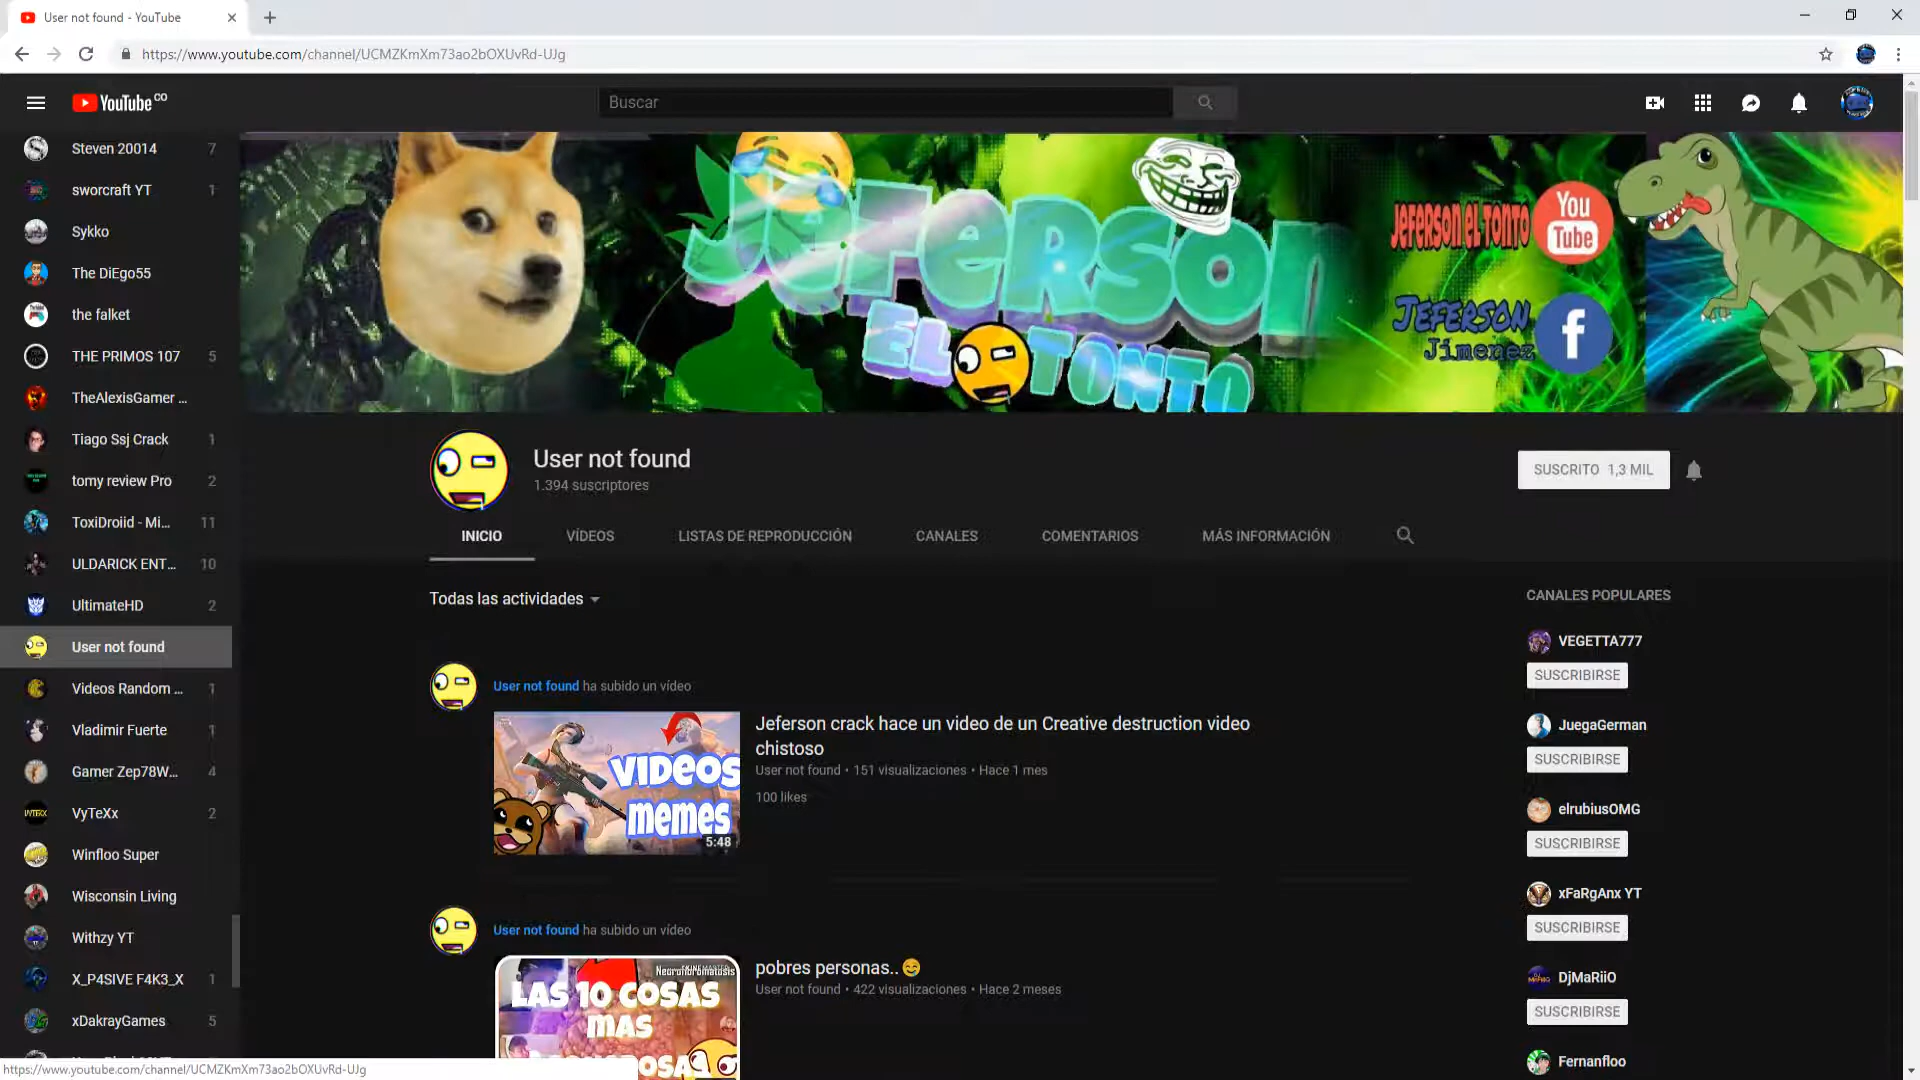 User not found - YouTube
https://www.youtube.com/channel/UCMZKmXm73ao2bOXUvRd-UJg
YouTube CO
Buscar
Steven 20014 7
sworcraft YT 1
Sykko
The DiEgo55
the falket
THE PRIMOS 107 5
TheAlexisGamer ...
Tiago Ssj Crack 1
tomy review Pro 2
ToxiDroiid - Mi... 11
ULDARICK ENT... 10
UltimateHD 2
User not found
Videos Random ... 1
Vladimir Fuerte 1
Gamer Zep78W... 4
VyTeXx 2
Winfloo Super
Wisconsin Living
Withzy YT
X_P4SIVE F4K3_X 1
xDakrayGames 5
JeFerson
EL TONTO
JEFERSON EL TONTO
You
Tube
JEFERSON
Jimenez
f
User not found
1.394 suscriptores
SUSCRITO 1,3 MIL
INICIO VÍDEOS LISTAS DE REPRODUCCIÓN CANALES COMENTARIOS MÁS INFORMACIÓN
Todas las actividades
User not found ha subido un vídeo
VIDEOS
MEMES
5:48
Jeferson crack hace un video de un Creative destruction video
chistoso
User not found • 151 visualizaciones • Hace 1 mes
100 likes
User not found ha subido un vídeo
LAS 10 COSAS
MAS
pobres personas..😊
User not found • 422 visualizaciones • Hace 2 meses
CANALES POPULARES
VEGETTA777
SUSCRIBIRSE
JuegaGerman
SUSCRIBIRSE
elrubiusOMG
SUSCRIBIRSE
xFaRgAnx YT
SUSCRIBIRSE
DjMaRiiO
SUSCRIBIRSE
Fernanfloo
https://www.youtube.com/channel/UCMZKmXm73ao2bOXUvRd-UJg